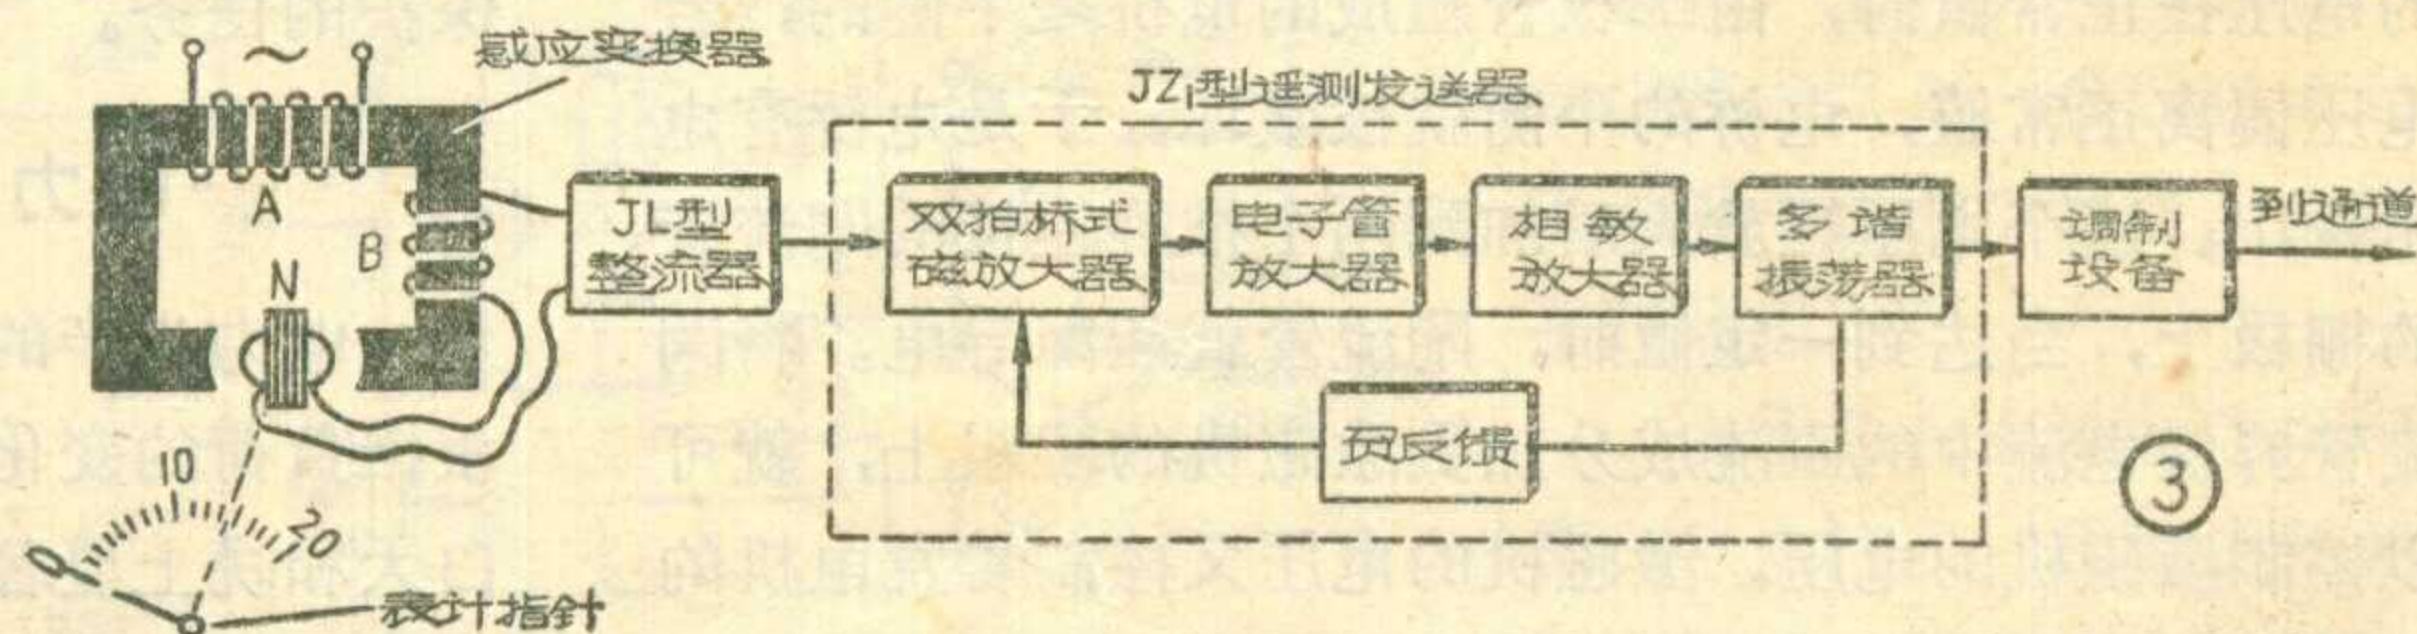 ~
感应变换器
JZ₁型遥测发送器
A
B
N
JL型
整流器
双拍桥式
磁放大器
电子管
放大器
相敏
放大器
多谐
振荡器
调制
设备
到通道
负反馈
0
10
20
表计指针
③